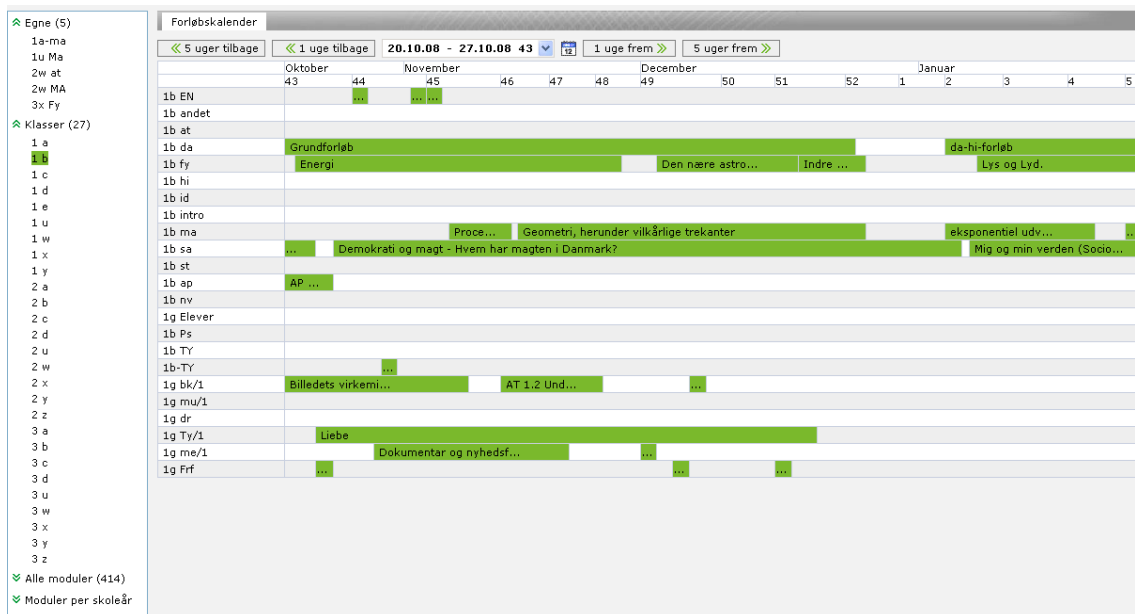 Egne (5)
1a-ma
1u Ma
2w at
2w MA
3x Fy
Klasser (27)
1 a
1 b
1 c
1 d
1 e
1 u
1 w
1 x
1 y
2 a
2 b
2 c
2 d
2 u
2 w
2 x
2 y
2 z
3 a
3 b
3 c
3 d
3 u
3 w
3 x
3 y
3 z
Alle moduler (414)
Moduler per skoleår
Forløbskalender
5 uger tilbage 1 uge tilbage 20.10.08 - 27.10.08 43 12 1 uge frem 5 uger frem
Oktober November December Januar
43 44 45 46 47 48 49 50 51 52 1 2 3 4 5
1b EN ... ... ...
1b andet
1b at
1b da Grundforløb da-hi-forløb
1b fy Energi Den nære astro... Indre ... Lys og Lyd.
1b hi
1b id
1b intro
1b ma Proce... Geometri, herunder vilkårlige trekanter eksponentiel udv... ...
1b sa ... Demokrati og magt - Hvem har magten i Danmark? Mig og min verden (Socio...
1b st
1b ap AP ...
1b nv
1g Elever
1b Ps
1b TY
1b-TY ...
1g bk/1 Billedets virkemi... AT 1.2 Und... ...
1g mu/1
1g dr
1g Ty/1 Liebe
1g me/1 Dokumentar og nyhedsf... ...
1g Frf ... ... ...